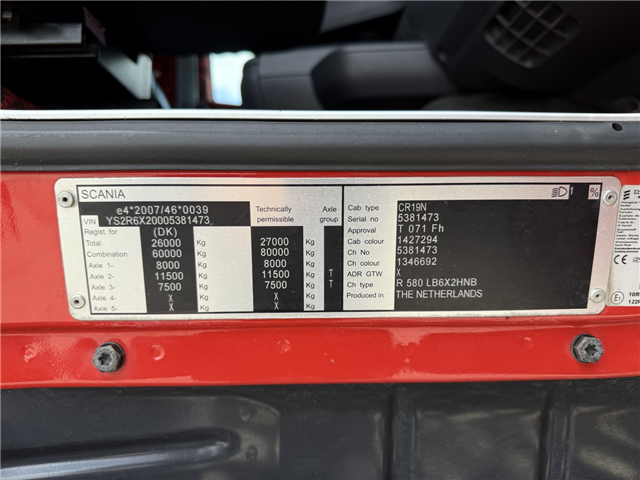 SCANIA
e4*2007/46*0039
VIN YS2R6X20005381473
Technically permissible
Axle group
Regist. for (DK)
Total 26000 Kg 27000 Kg
Combination 60000 Kg 80000 Kg
Axle 1- 8000 Kg 8000 Kg
Axle 2- 11500 Kg 11500 Kg T
Axle 3- 7500 Kg 7500 Kg T
Axle 4- X Kg X Kg
Axle 5- X Kg X Kg
1 %
Cab type CR19N
Serial no 5381473
Approval T 071 Fh
Cab colour 1427294
Ch No 5381473
Ch colour 1346692
ADR GTW X
Ch type R 580 LB6X2HNB
Produced in THE NETHERLANDS
E1
10R